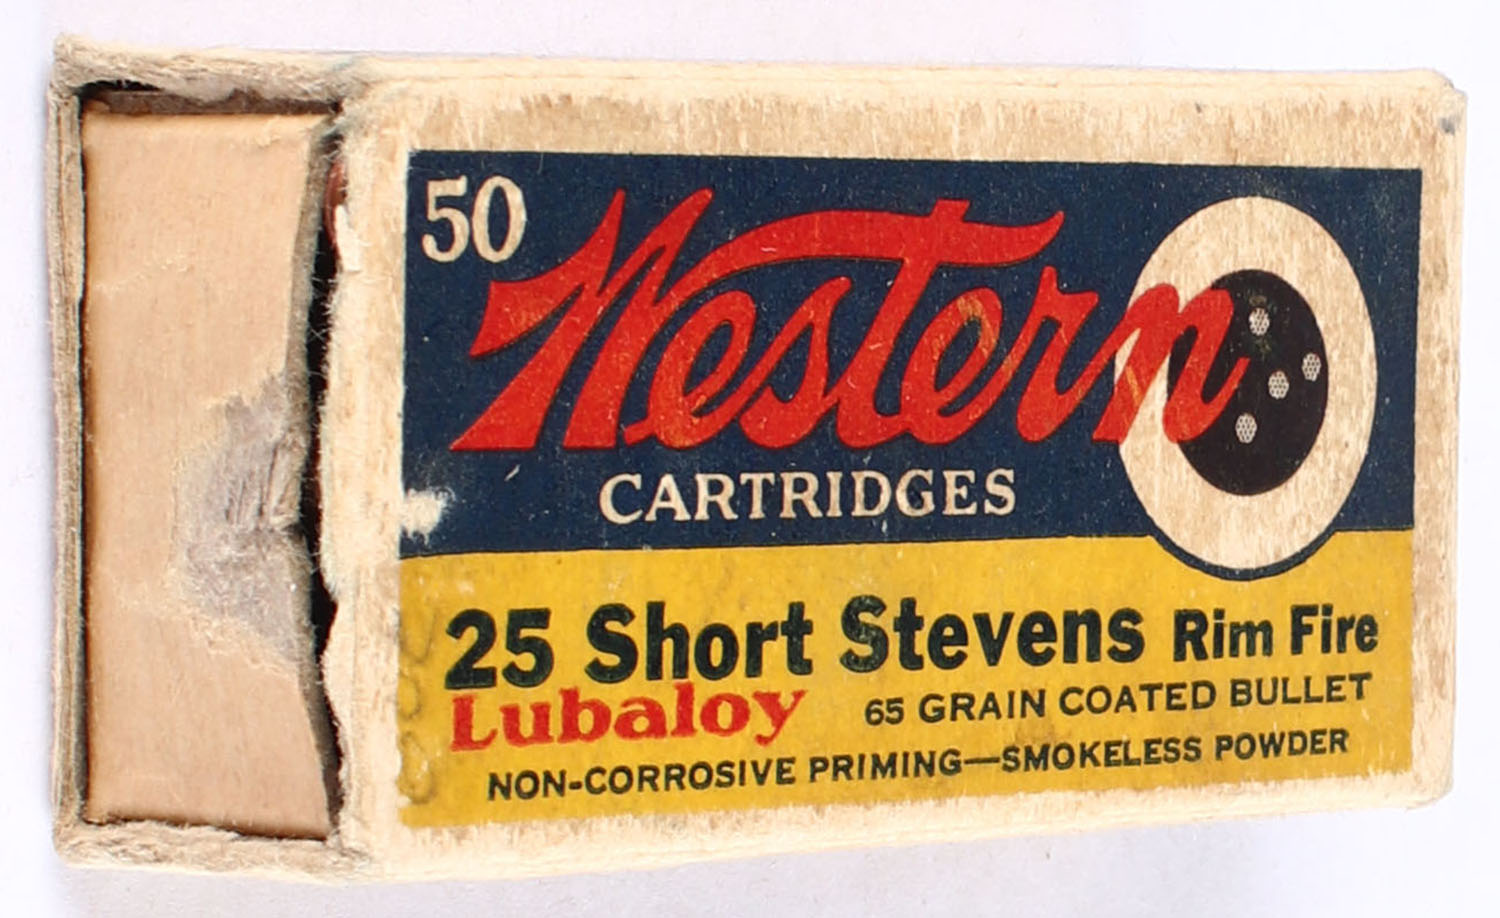 50
Western
CARTRIDGES
25 Short Stevens Rim Fire
Lubaloy 65 GRAIN COATED BULLET
NON-CORROSIVE PRIMING—SMOKELESS POWDER